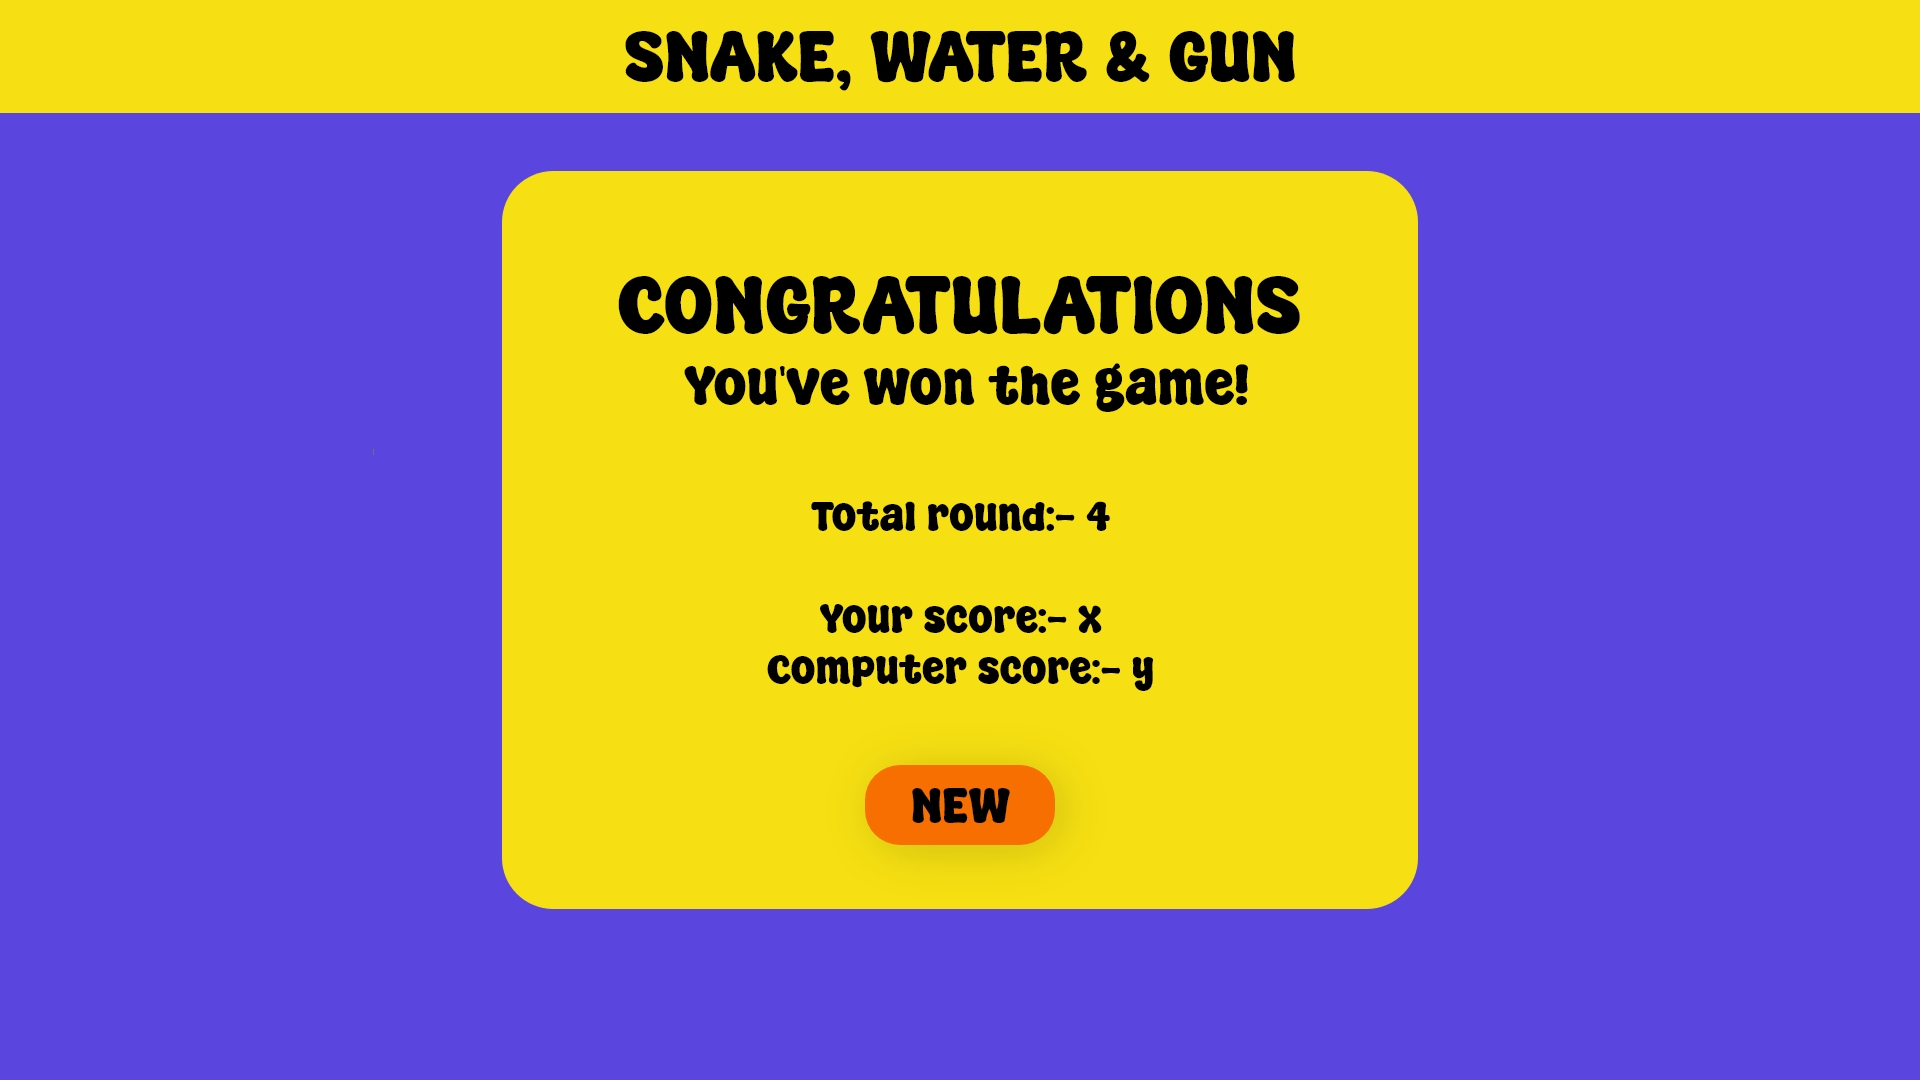 SNAKE, WATER & GUN
CONGRATULATIONS
You've won the game!
Total round:- 4
Your score:- x
Computer score:- y
NEW